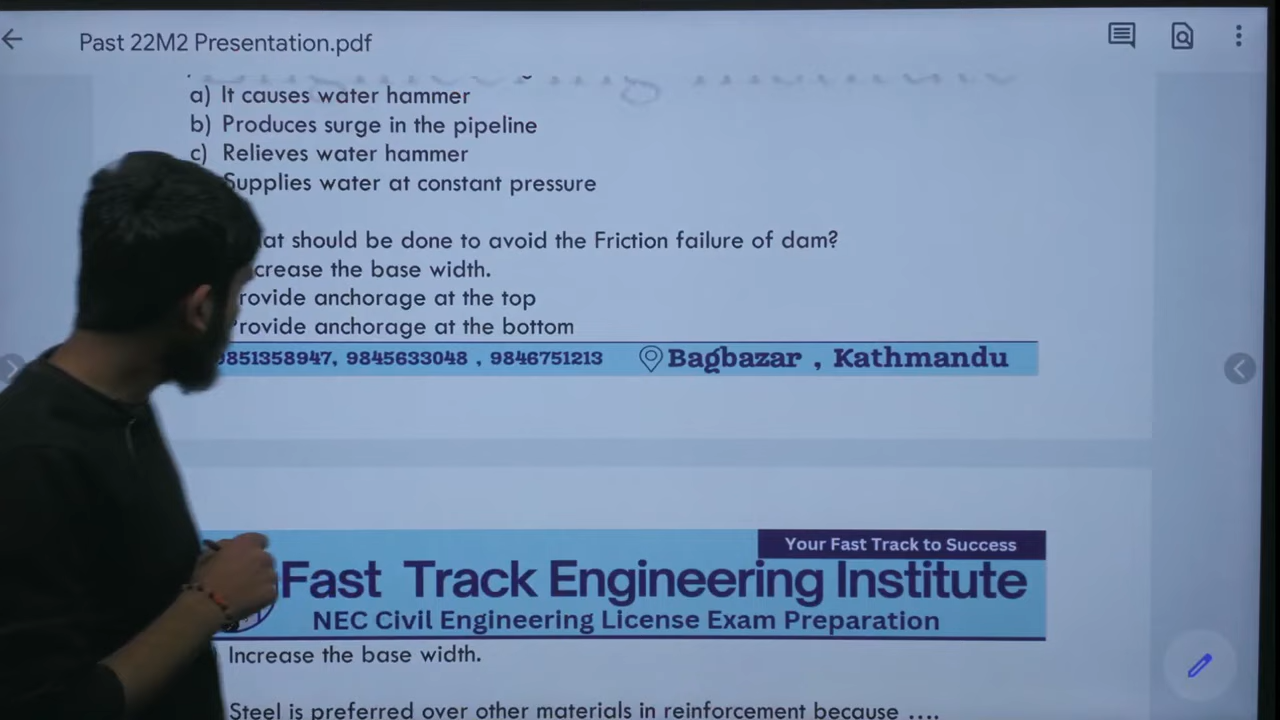 Past 22M2 Presentation.pdf
a) It causes water hammer
b) Produces surge in the pipeline
c) Relieves water hammer
Supplies water at constant pressure
at should be done to avoid the Friction failure of dam?
crease the base width.
rovide anchorage at the top
Provide anchorage at the bottom
9851358947, 9845633048 , 9846751213 Bagbazar , Kathmandu
Your Fast Track to Success
Fast Track Engineering Institute
NEC Civil Engineering License Exam Preparation
Increase the base width.
Steel is preferred over other materials in reinforcement because ....